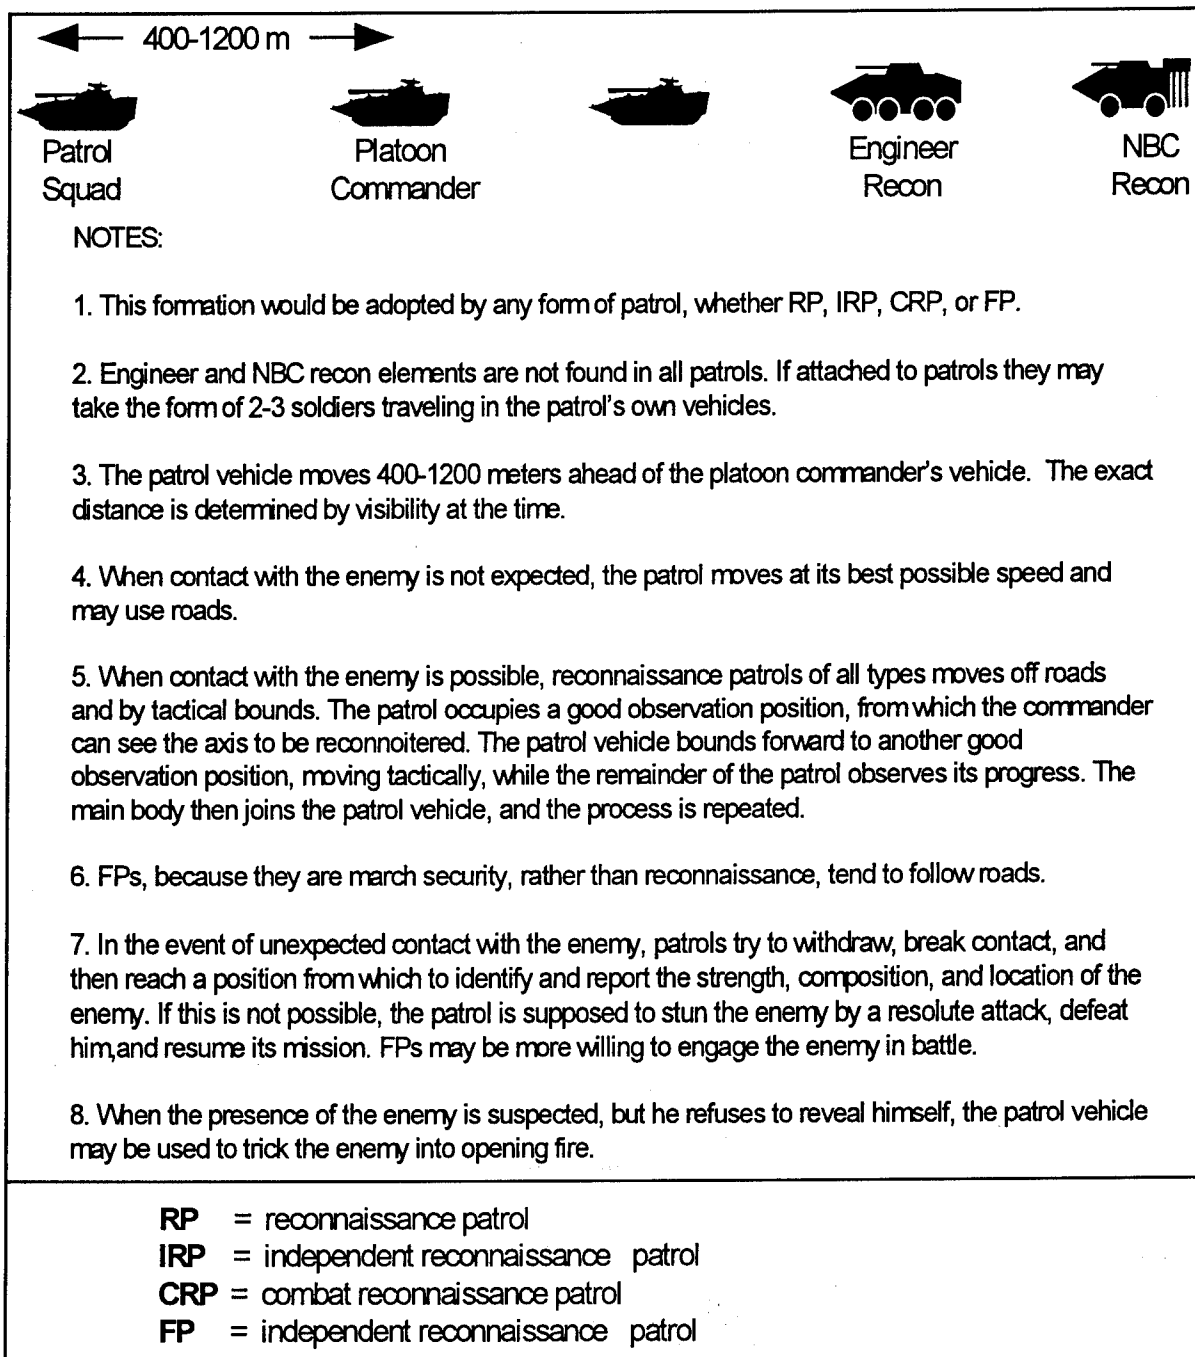 400-1200 m
Patrol
Squad
Platoon
Commander
Engineer
Recon
NBC
Recon
NOTES:
1. This formation would be adopted by any form of patrol, whether RP, IRP, CRP, or FP.
2. Engineer and NBC recon elements are not found in all patrols. If attached to patrols they may
take the form of 2-3 soldiers traveling in the patrol's own vehicles.
3. The patrol vehicle moves 400-1200 meters ahead of the platoon commander's vehicle. The exact
distance is determined by visibility at the time.
4. When contact with the enemy is not expected, the patrol moves at its best possible speed and
may use roads.
5. When contact with the enemy is possible, reconnaissance patrols of all types moves off roads
and by tactical bounds. The patrol occupies a good observation position, from which the commander
can see the axis to be reconnoitered. The patrol vehicle bounds forward to another good
observation position, moving tactically, while the remainder of the patrol observes its progress. The
main body then joins the patrol vehicle, and the process is repeated.
6. FPs, because they are march security, rather than reconnaissance, tend to follow roads.
7. In the event of unexpected contact with the enemy, patrols try to withdraw, break contact, and
then reach a position from which to identify and report the strength, composition, and location of the
enemy. If this is not possible, the patrol is supposed to stun the enemy by a resolute attack, defeat
him,and resume its mission. FPs may be more willing to engage the enemy in battle.
8. When the presence of the enemy is suspected, but he refuses to reveal himself, the patrol vehicle
may be used to trick the enemy into opening fire.
RP = reconnaissance patrol
IRP = independent reconnaissance patrol
CRP = combat reconnaissance patrol
FP = independent reconnaissance patrol